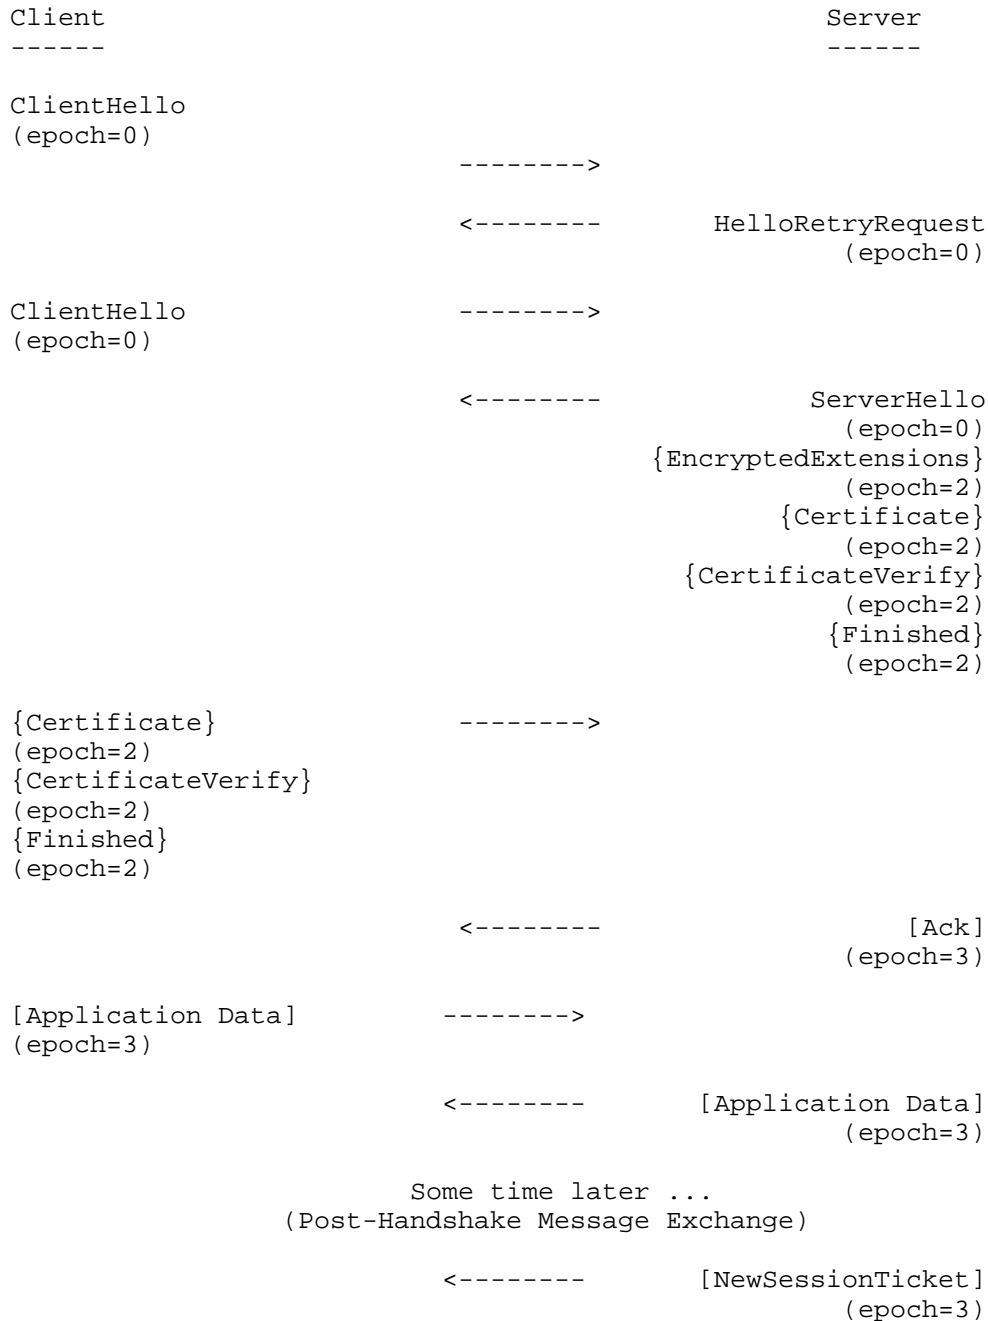 Client                                             Server
------                                             ------
ClientHello
(epoch=0)
                            -------->
                            <--------       HelloRetryRequest
                                                    (epoch=0)
ClientHello                 -------->
(epoch=0)
                            <--------             ServerHello
                                                    (epoch=0)
                                        {EncryptedExtensions}
                                                    (epoch=2)
                                                {Certificate}
                                                    (epoch=2)
                                          {CertificateVerify}
                                                    (epoch=2)
                                                   {Finished}
                                                    (epoch=2)
{Certificate}               -------->
(epoch=2)
{CertificateVerify}
(epoch=2)
{Finished}
(epoch=2)
                            <--------                   [Ack]
                                                    (epoch=3)
[Application Data]         -------->
(epoch=3)
                           <--------       [Application Data]
                                                    (epoch=3)
                         Some time later ...
                 (Post-Handshake Message Exchange)
                           <--------       [NewSessionTicket]
                                                    (epoch=3)